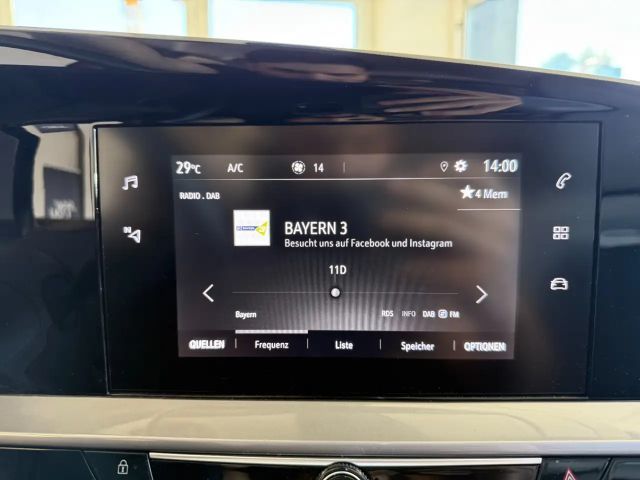 29°C A/C 14 14:00
RADIO . DAB
4 Mem
BAYERN 3
Besucht uns auf Facebook und Instagram
11D
Bayern RDS INFO DAB FM
QUELLEN Frequenz Liste Speicher OPTIONEN
N